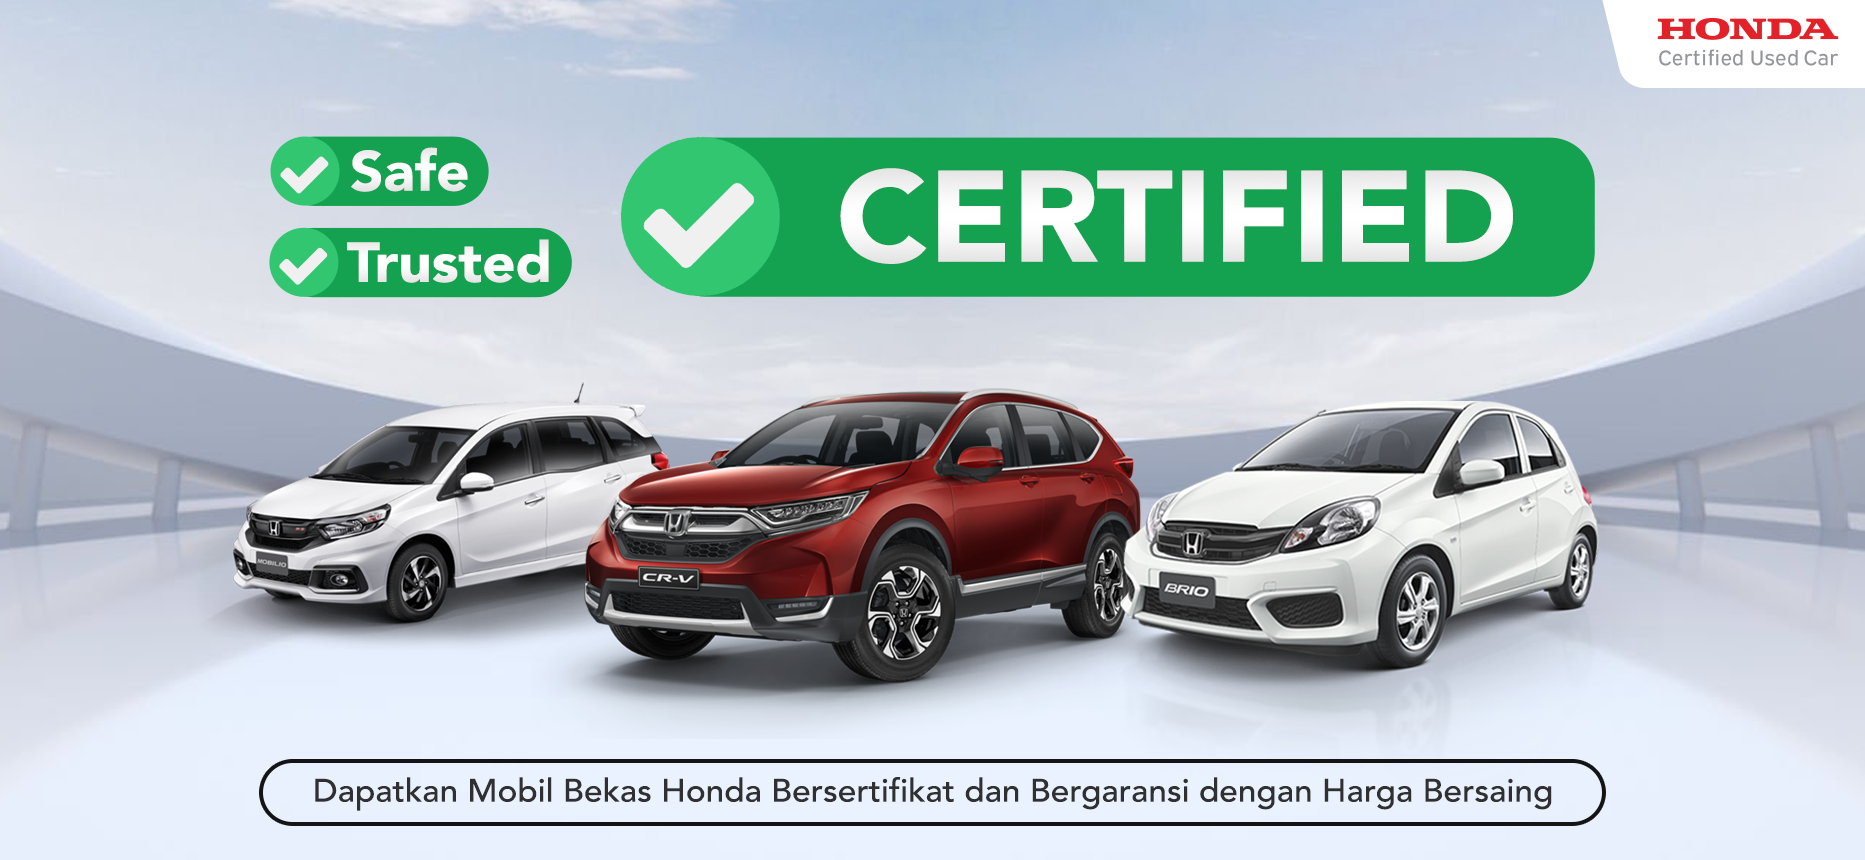 HONDA
Certified Used Car
Safe
Trusted
CERTIFIED
MOBILIO
CR-V
BRIO
Dapatkan Mobil Bekas Honda Bersertifikat dan Bergaransi dengan Harga Bersaing